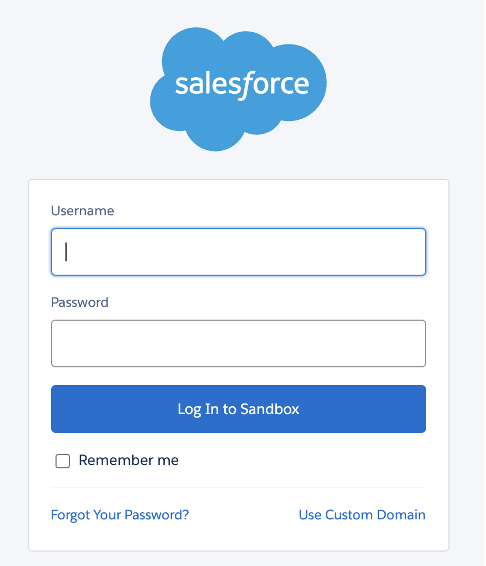 salesforce
Username
Password
Log In to Sandbox
Remember me
Forgot Your Password? Use Custom Domain